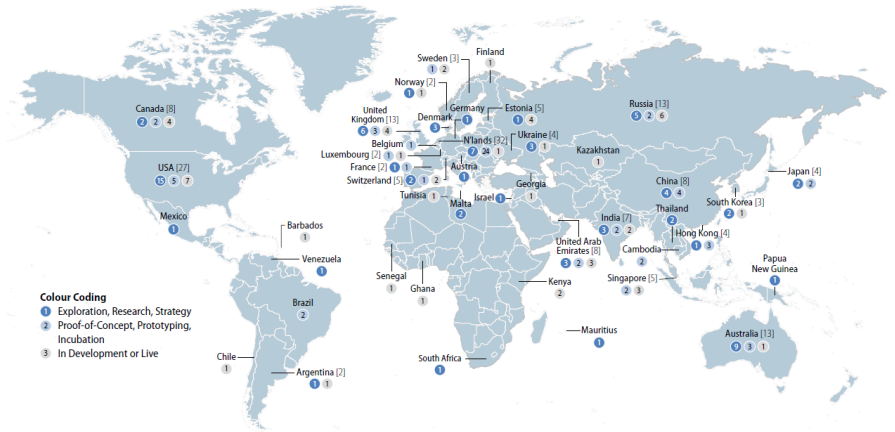 Finland
1
Sweden [3]
1 2
Norway [2]
1 1
Germany
1
Estonia [5]
1 4
Russia [13]
5 2 6
Canada [8]
2 2 4
United
Kingdom [13]
6 3 4
Denmark
3
Ukraine [4]
3 1
N'lands [32]
7 24 1
Belgium 1
Kazakhstan
1
Luxembourg [2] 1 1
France [2] 1 1
Austria
1
USA [27]
15 5 7
Switzerland [5] 2 1 2
Georgia
1
China [8]
4 4
Japan [4]
2 2
Tunisia 1
Malta
2
Israel 1
South Korea [3]
2 1
Thailand
2
Mexico
1
India [7]
3 2 2
Hong Kong [4]
1 3
Barbados
1
United Arab
Emirates [8]
3 2 3
Cambodia
2
Venezuela
1
Papua
New Guinea
1
Senegal
1
Ghana
1
Kenya
2
Singapore [5]
2 3
Colour Coding
1 Exploration, Research, Strategy
2 Proof-of-Concept, Prototyping,
Incubation
3 In Development or Live
Brazil
2
Mauritius
1
Australia [13]
9 3 1
Chile
1
South Africa
1
Argentina [2]
1 1